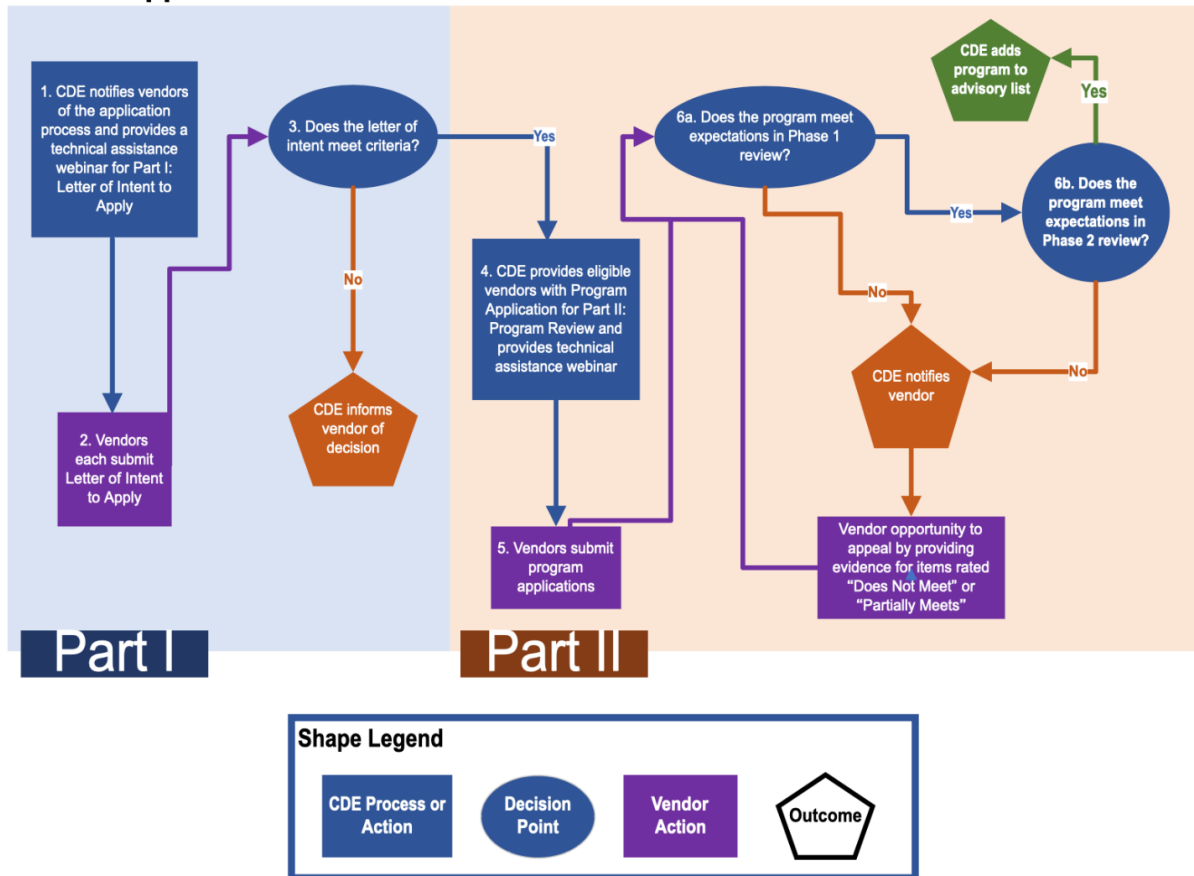 1. CDE notifies vendors
of the application
process and provides a
technical assistance
webinar for Part I:
Letter of Intent to
Apply
2. Vendors
each submit
Letter of Intent
to Apply
3. Does the letter of
intent meet criteria?
Yes
No
CDE informs
vendor of
decision
4. CDE provides eligible
vendors with Program
Application for Part II:
Program Review and
provides technical
assistance webinar
5. Vendors submit
program
applications
6a. Does the program meet
expectations in Phase 1
review?
Yes
No
6b. Does the
program meet
expectations in
Phase 2 review?
Yes
CDE adds
program to
advisory list
No
CDE notifies
vendor
Vendor opportunity to
appeal by providing
evidence for items rated
“Does Not Meet” or
“Partially Meets”
Part I
Part II
Shape Legend
CDE Process or
Action
Decision
Point
Vendor
Action
Outcome